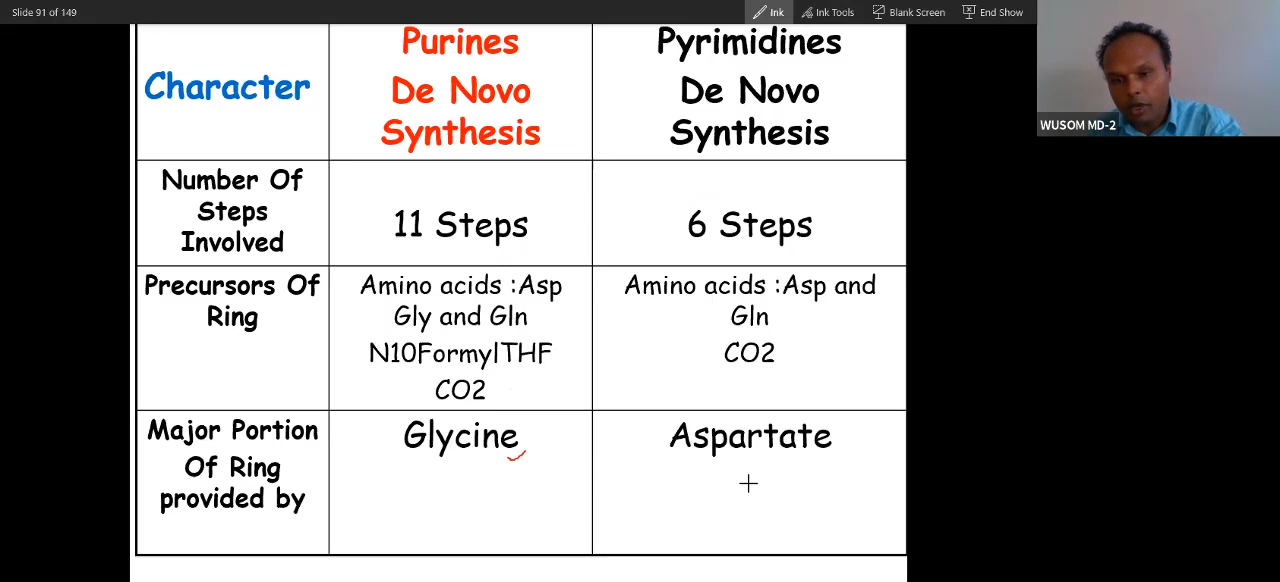 Slide 91 of 149
Ink
Ink Tools
Blank Screen
End Show
WUSOM MD-2
Character
Purines
De Novo
Synthesis
Pyrimidines
De Novo
Synthesis
Number Of
Steps
Involved
11 Steps
6 Steps
Precursors Of
Ring
Amino acids :Asp
Gly and Gln
N10FormylTHF
CO2
Amino acids :Asp and
Gln
CO2
Major Portion
Of Ring
provided by
Glycine
Aspartate